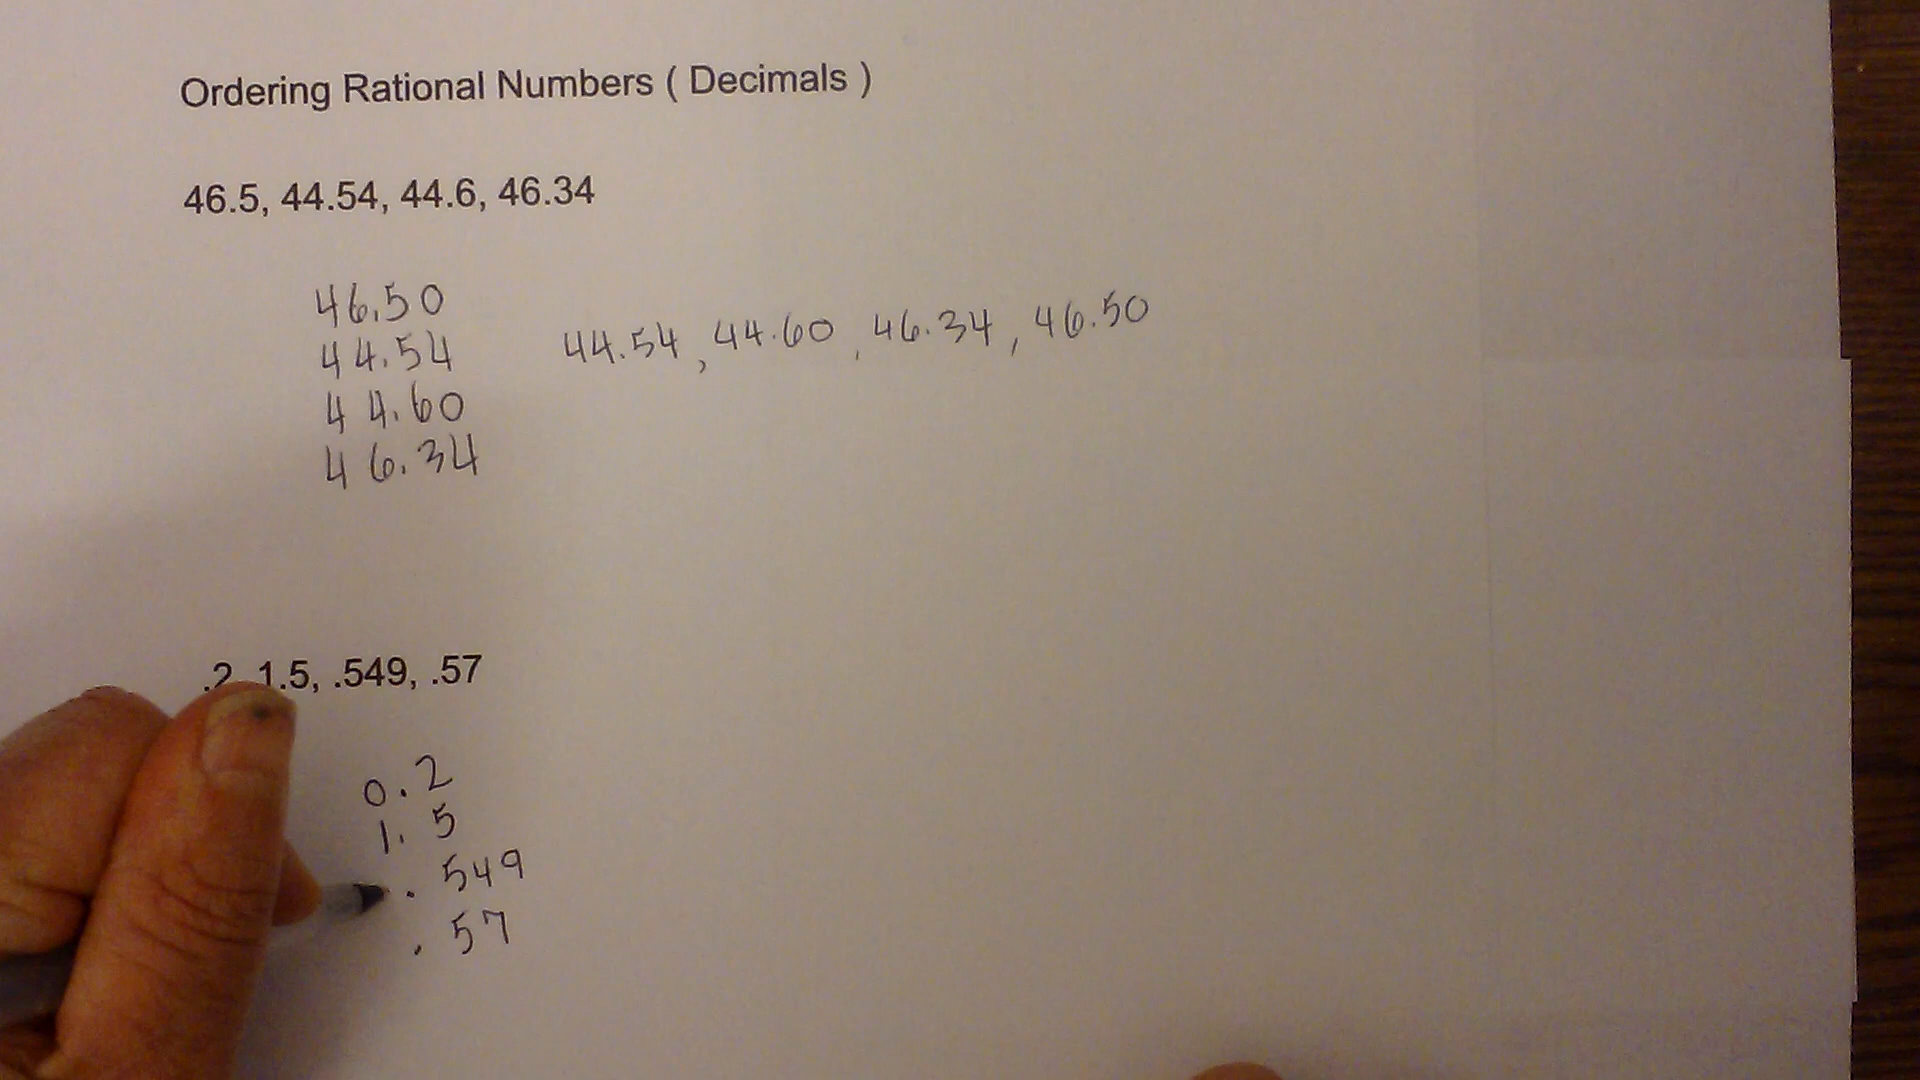 Ordering Rational Numbers ( Decimals )
46.5, 44.54, 44.6, 46.34
46.50
44.54
44.60
46.34
44.54, 44.60, 46.34, 46.50
.2, 1.5, .549, .57
0.2
1.5
.549
.57